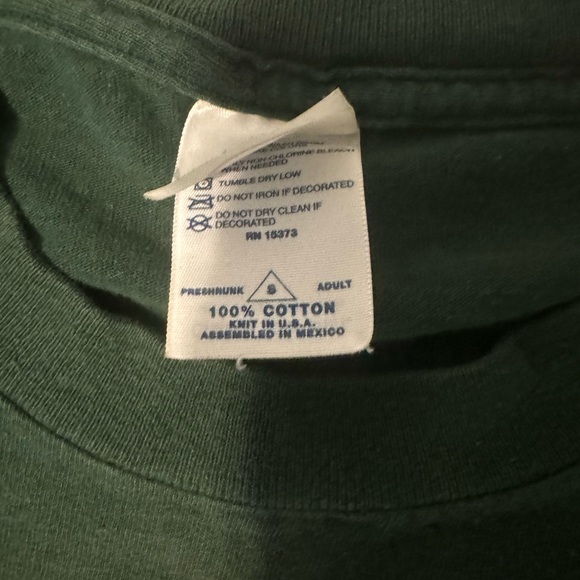 ONLY NON-CHLORINE BLEACH
WHEN NEEDED
TUMBLE DRY LOW
DO NOT IRON IF DECORATED
DO NOT DRY CLEAN IF
DECORATED
RN 15373
PRESHRUNK S ADULT
100% COTTON
KNIT IN U.S.A.
ASSEMBLED IN MEXICO